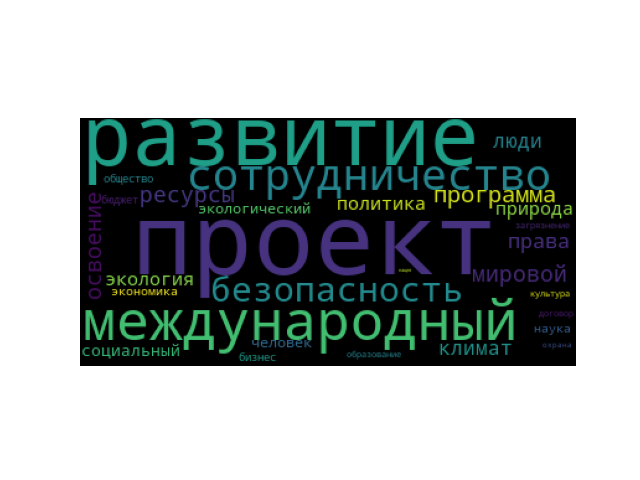 развитие
люди
сотрудничество
общество
ресурсы
программа
бюджет
политика
экологический
природа
освоение
проект
загрязнение
права
мировой
экология
безопасность
экономика
культура
международный
договор
наука
человек
охрана
социальный
климат
бизнес
образование